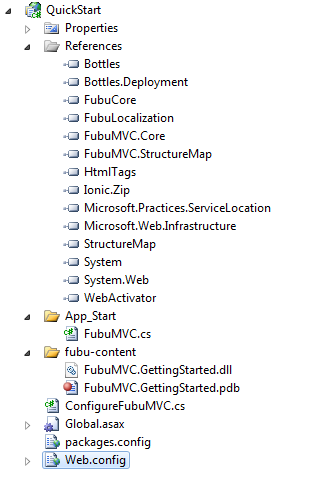 QuickStart
Properties
References
Bottles
Bottles.Deployment
FubuCore
FubuLocalization
FubuMVC.Core
FubuMVC.StructureMap
HtmlTags
Ionic.Zip
Microsoft.Practices.ServiceLocation
Microsoft.Web.Infrastructure
StructureMap
System
System.Web
WebActivator
App_Start
FubuMVC.cs
fubu-content
FubuMVC.GettingStarted.dll
FubuMVC.GettingStarted.pdb
ConfigureFubuMVC.cs
Global.asax
packages.config
Web.config